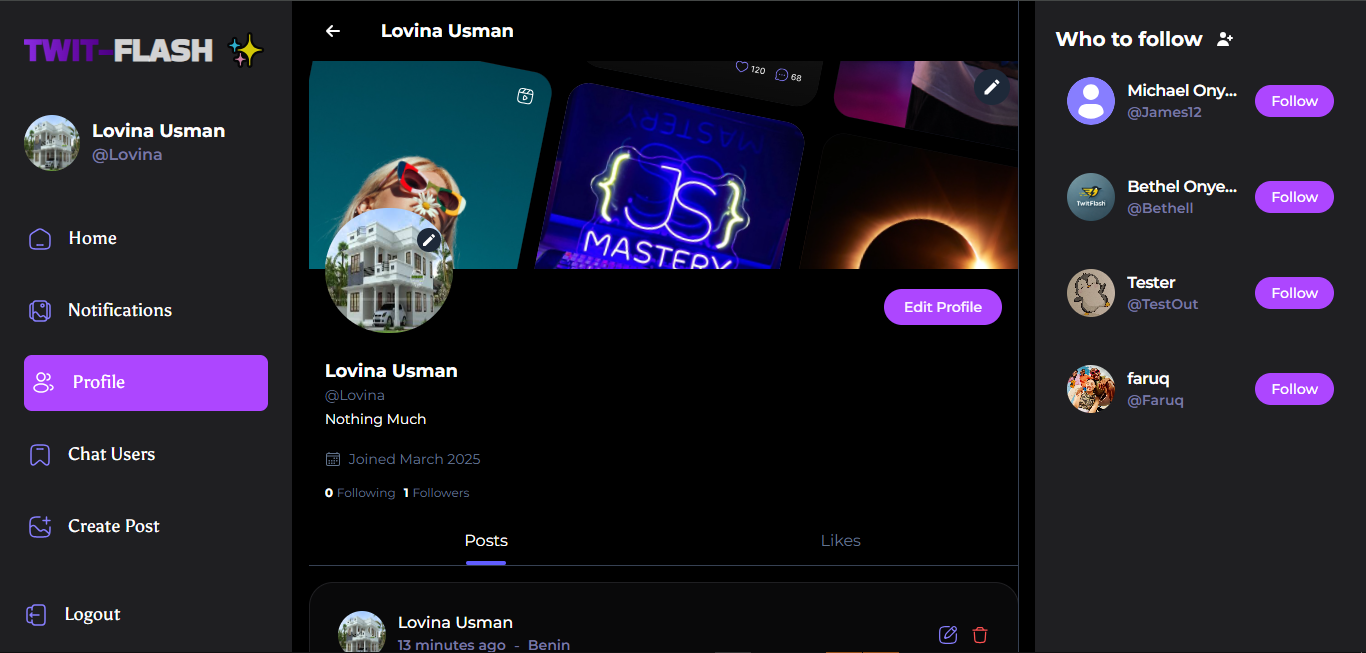 TWIT-FLASH
Lovina Usman
@Lovina
Home
Notifications
Profile
Chat Users
Create Post
Logout
Lovina Usman
120
68
MASTERY
{JS}
MASTERY
Edit Profile
Lovina Usman
@Lovina
Nothing Much
Joined March 2025
0 Following 1 Followers
Posts
Likes
Lovina Usman
13 minutes ago - Benin
Who to follow
Michael Ony...
@James12
Follow
Bethel Onye...
@Bethell
Follow
TwitFlash
Tester
@TestOut
Follow
faruq
@Faruq
Follow